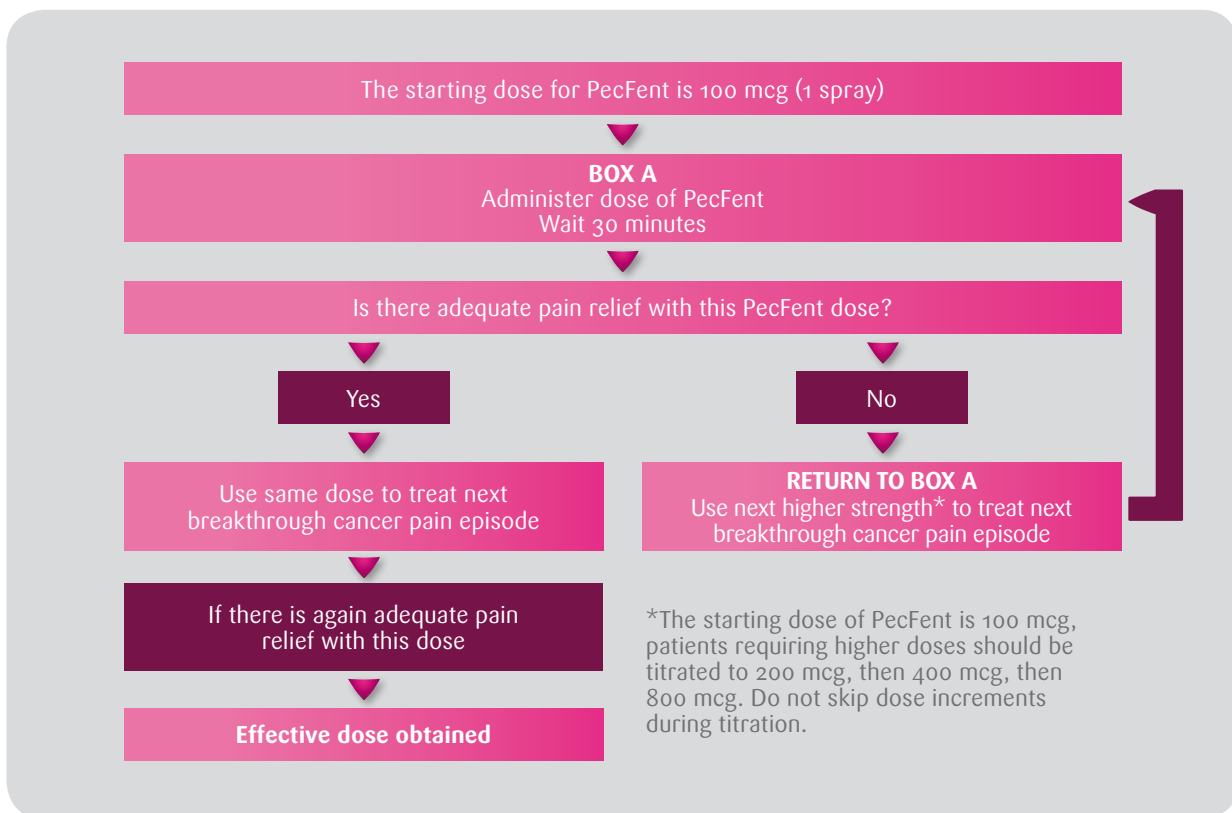 The starting dose for PecFent is 100 mcg (1 spray)
BOX A
Administer dose of PecFent
Wait 30 minutes
Is there adequate pain relief with this PecFent dose?
Yes
No
Use same dose to treat next
breakthrough cancer pain episode
RETURN TO BOX A
Use next higher strength* to treat next
breakthrough cancer pain episode
If there is again adequate pain
relief with this dose
Effective dose obtained
*The starting dose of PecFent is 100 mcg,
patients requiring higher doses should be
titrated to 200 mcg, then 400 mcg, then
800 mcg. Do not skip dose increments
during titration.